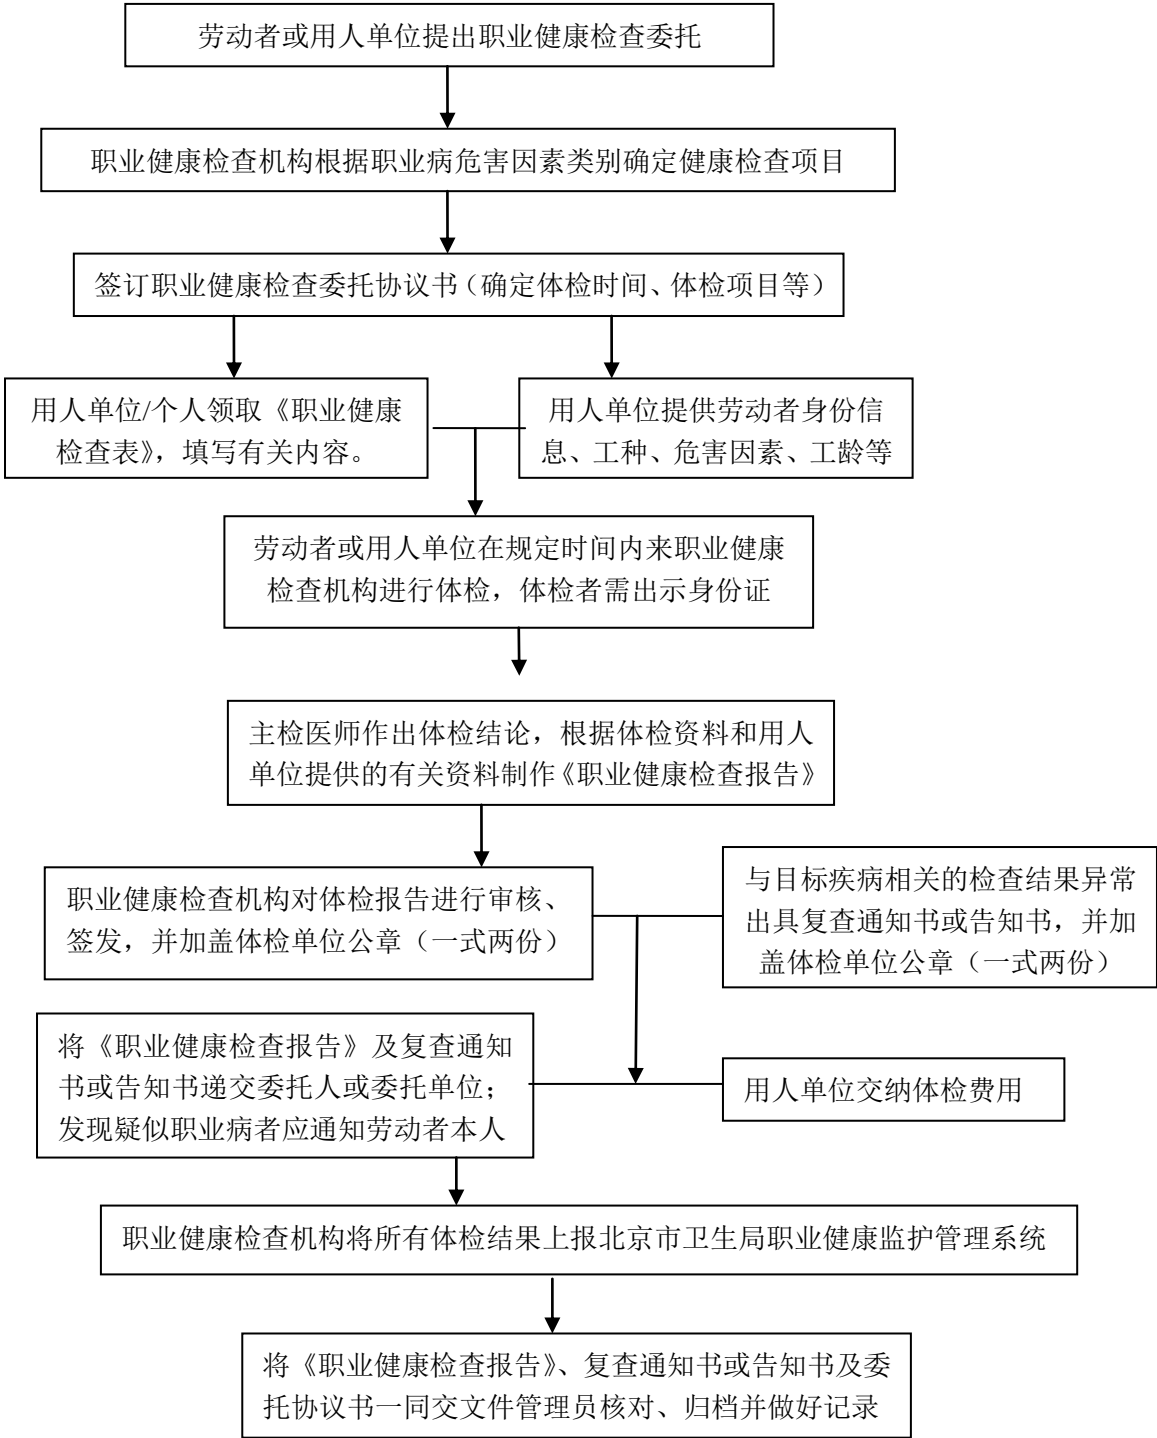 劳动者或用人单位提出职业健康检查委托
职业健康检查机构根据职业病危害因素类别确定健康检查项目
签订职业健康检查委托协议书（确定体检时间、体检项目等）
用人单位/个人领取《职业健康
检查表》，填写有关内容。
用人单位提供劳动者身份信
息、工种、危害因素、工龄等
劳动者或用人单位在规定时间内来职业健康
检查机构进行体检，体检者需出示身份证
主检医师作出体检结论，根据体检资料和用人
单位提供的有关资料制作《职业健康检查报告》
职业健康检查机构对体检报告进行审核、
签发，并加盖体检单位公章（一式两份）
与目标疾病相关的检查结果异常
出具复查通知书或告知书，并加
盖体检单位公章（一式两份）
将《职业健康检查报告》及复查通知
书或告知书递交委托人或委托单位；
发现疑似职业病者应通知劳动者本人
用人单位交纳体检费用
职业健康检查机构将所有体检结果上报北京市卫生局职业健康监护管理系统
将《职业健康检查报告》、复查通知书或告知书及委
托协议书一同交文件管理员核对、归档并做好记录